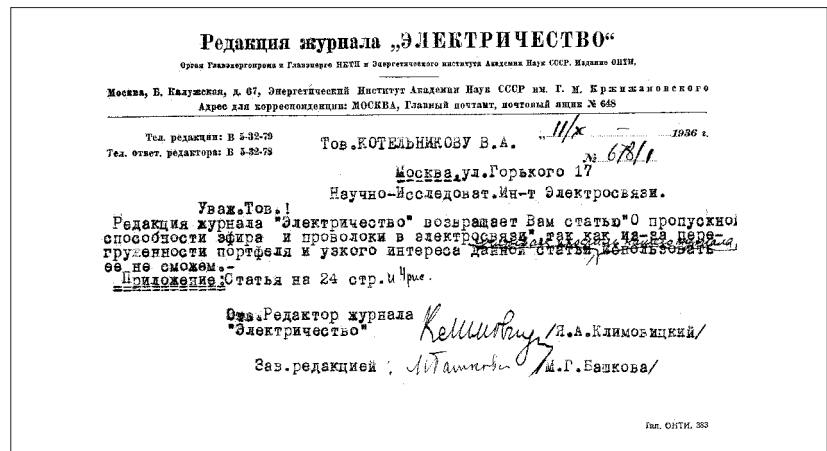 Редакция журнала „ЭЛЕКТРИЧЕСТВО“
Орган Главэнергопрома и Главэнерго НКТП и Энергетического института Академии Наук СССР. Издание ОНТИ.
Москва, Б. Калужская, д. 67, Энергетический Институт Академии Наук СССР им. Г. М. Кржижановского
Адрес для корреспонденции: МОСКВА, Главный почтамт, почтовый ящик № 648
Тел. редакции: В 5-32-79
Тел. ответ. редактора: В 5-32-78
Тов.КОТЕЛЬНИКОВУ В.А.
„ 11/X – 1936 г.
№ 678/1
Москва,ул.Горького 17
Научно-Исследоват.Ин-т Электросвязи.
Уваж.Тов.!
Редакция журнала "Электричество" возвращает Вам статью"О пропускной
способности эфира и проволоки в электросвязи",так как из-за пере-
груженности портфеля и узкого интереса данной статьи использовать
ее не сможем.-
Приложение:Статья на 24 стр.и 4 рис.
Отв.Редактор журнала
"Электричество" /Я.А.Климовицкий/
Зав.редакцией : /М.Г.Башкова/
Тип. ОНТИ. 383